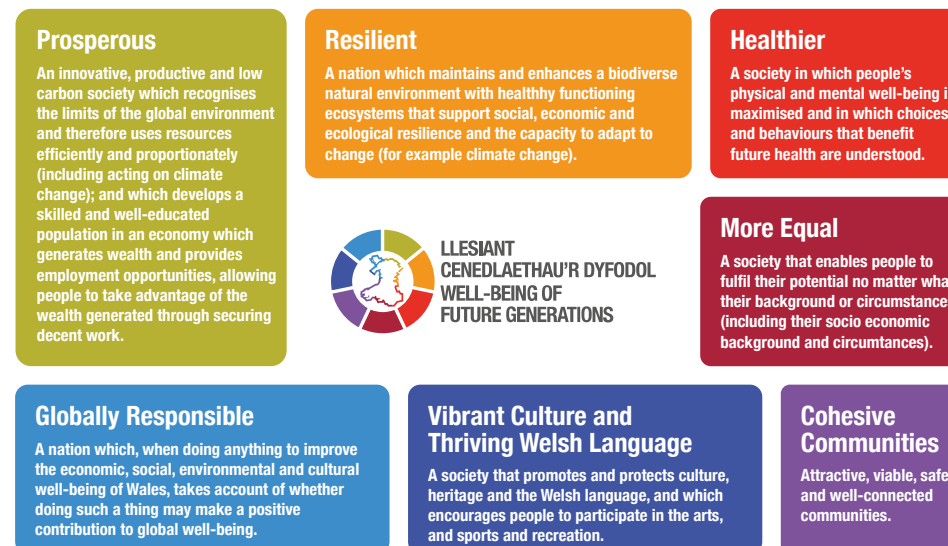 Prosperous
An innovative, productive and low
carbon society which recognises
the limits of the global environment
and therefore uses resources
efficiently and proportionately
(including acting on climate
change); and which develops a
skilled and well-educated
population in an economy which
generates wealth and provides
employment opportunities, allowing
people to take advantage of the
wealth generated through securing
decent work.
Resilient
A nation which maintains and enhances a biodiverse
natural environment with healthhy functioning
ecosystems that support social, economic and
ecological resilience and the capacity to adapt to
change (for example climate change).
Healthier
A society in which people's
physical and mental well-being i
maximised and in which choices
and behaviours that benefit
future health are understood.
LLESIANT
CENEDLAETHAU'R DYFODOL
WELL-BEING OF
FUTURE GENERATIONS
More Equal
A society that enables people to
fulfil their potential no matter wha
their background or circumstance
(including their socio economic
background and circumtances).
Globally Responsible
A nation which, when doing anything to improve
the economic, social, environmental and cultural
well-being of Wales, takes account of whether
doing such a thing may make a positive
contribution to global well-being.
Vibrant Culture and
Thriving Welsh Language
A society that promotes and protects culture,
heritage and the Welsh language, and which
encourages people to participate in the arts,
and sports and recreation.
Cohesive
Communities
Attractive, viable, safe
and well-connected
communities.